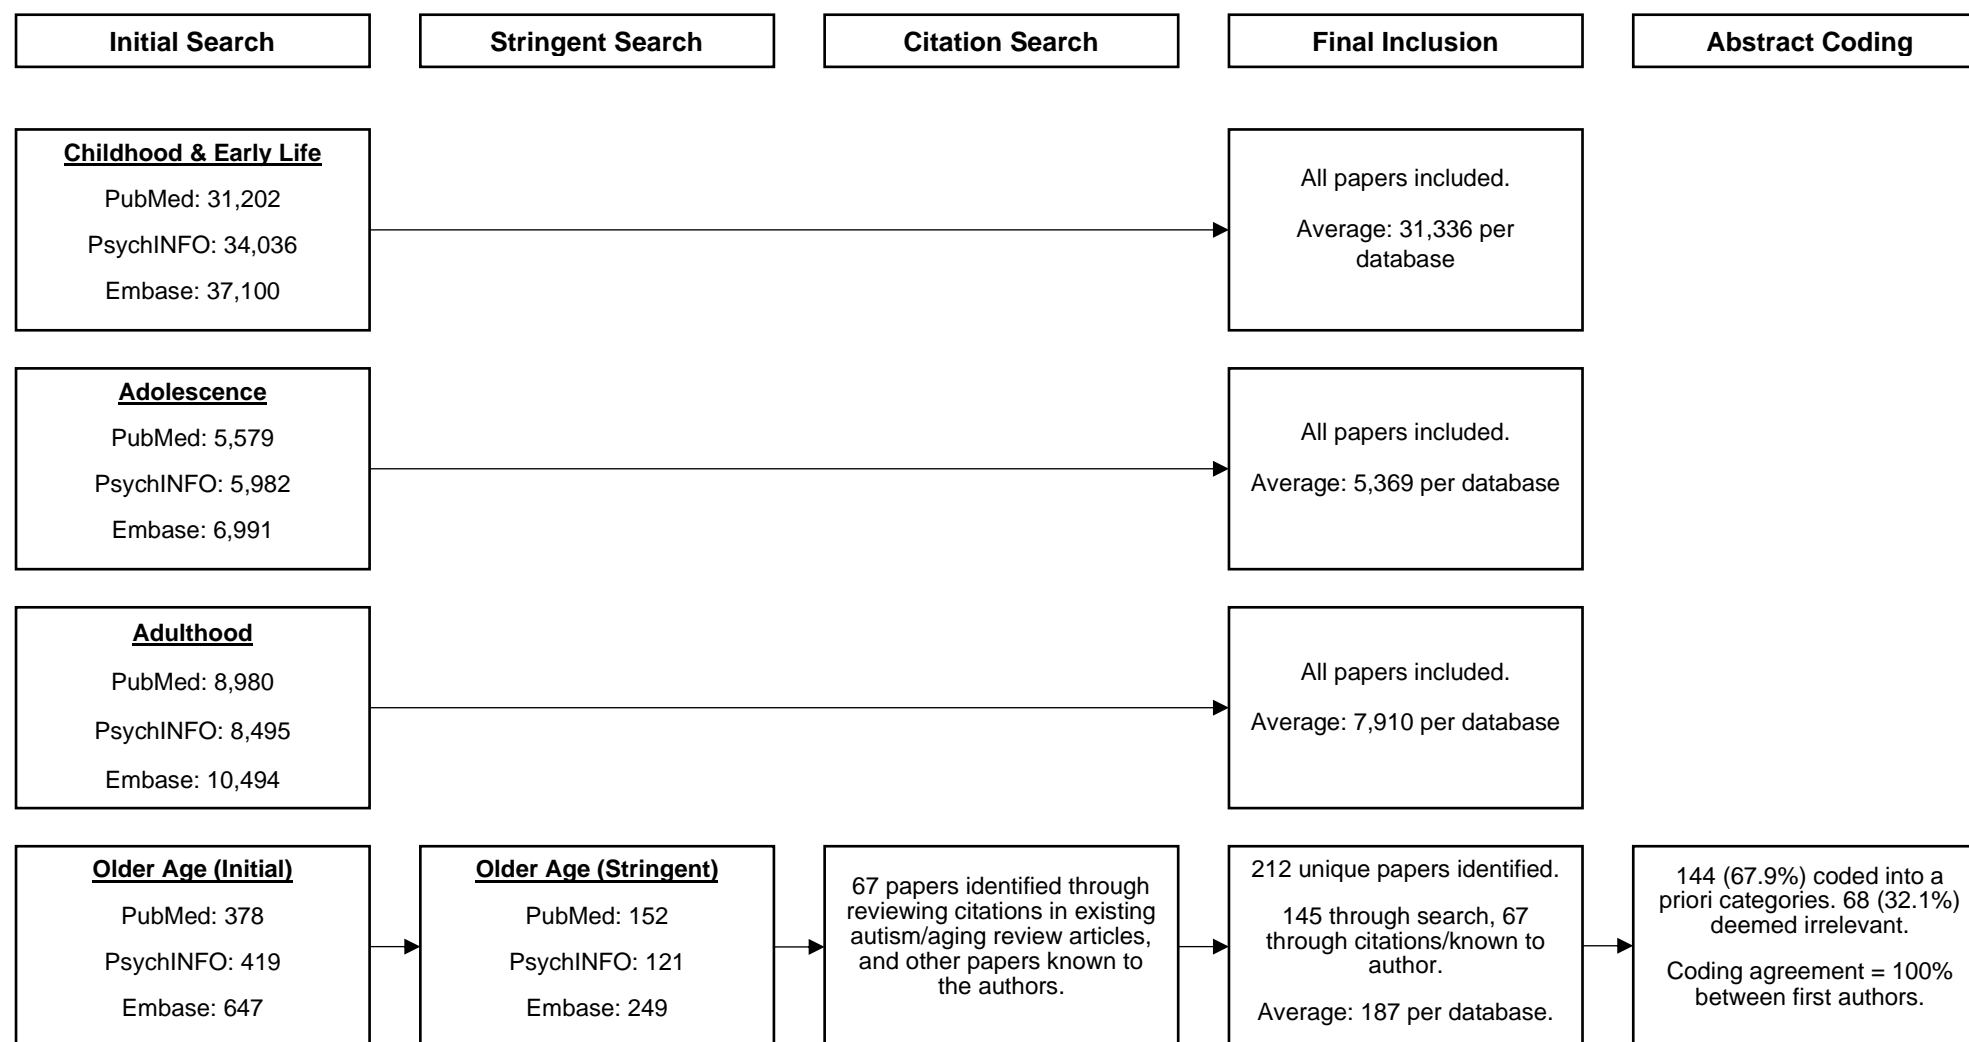 Initial Search
Stringent Search
Citation Search
Final Inclusion
Abstract Coding
Childhood & Early Life
PubMed: 31,202
PsychINFO: 34,036
Embase: 37,100
All papers included.
Average: 31,336 per
database
Adolescence
PubMed: 5,579
PsychINFO: 5,982
Embase: 6,991
All papers included.
Average: 5,369 per database
Adulthood
PubMed: 8,980
PsychINFO: 8,495
Embase: 10,494
All papers included.
Average: 7,910 per database
Older Age (Initial)
PubMed: 378
PsychINFO: 419
Embase: 647
Older Age (Stringent)
PubMed: 152
PsychINFO: 121
Embase: 249
67 papers identified through
reviewing citations in existing
autism/aging review articles,
and other papers known to
the authors.
212 unique papers identified.
145 through search, 67
through citations/known to
author.
Average: 187 per database.
144 (67.9%) coded into a
priori categories. 68 (32.1%)
deemed irrelevant.
Coding agreement = 100%
between first authors.